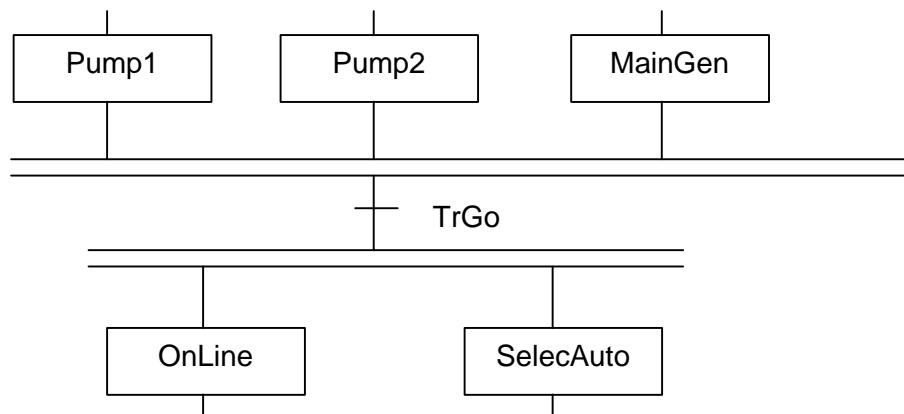 Pump1
Pump2
MainGen
TrGo
OnLine
SelecAuto